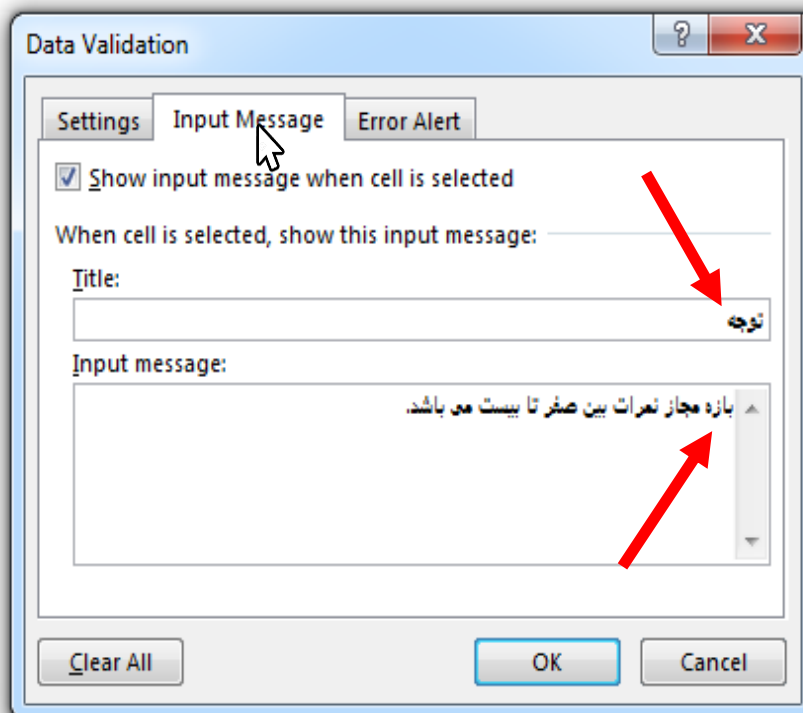 Data Validation
Settings
Input Message
Error Alert
Show input message when cell is selected
When cell is selected, show this input message:
Title:
توجه
Input message:
بازه مجاز نمرات بین صفر تا بیست می باشد.
Clear All
OK
Cancel